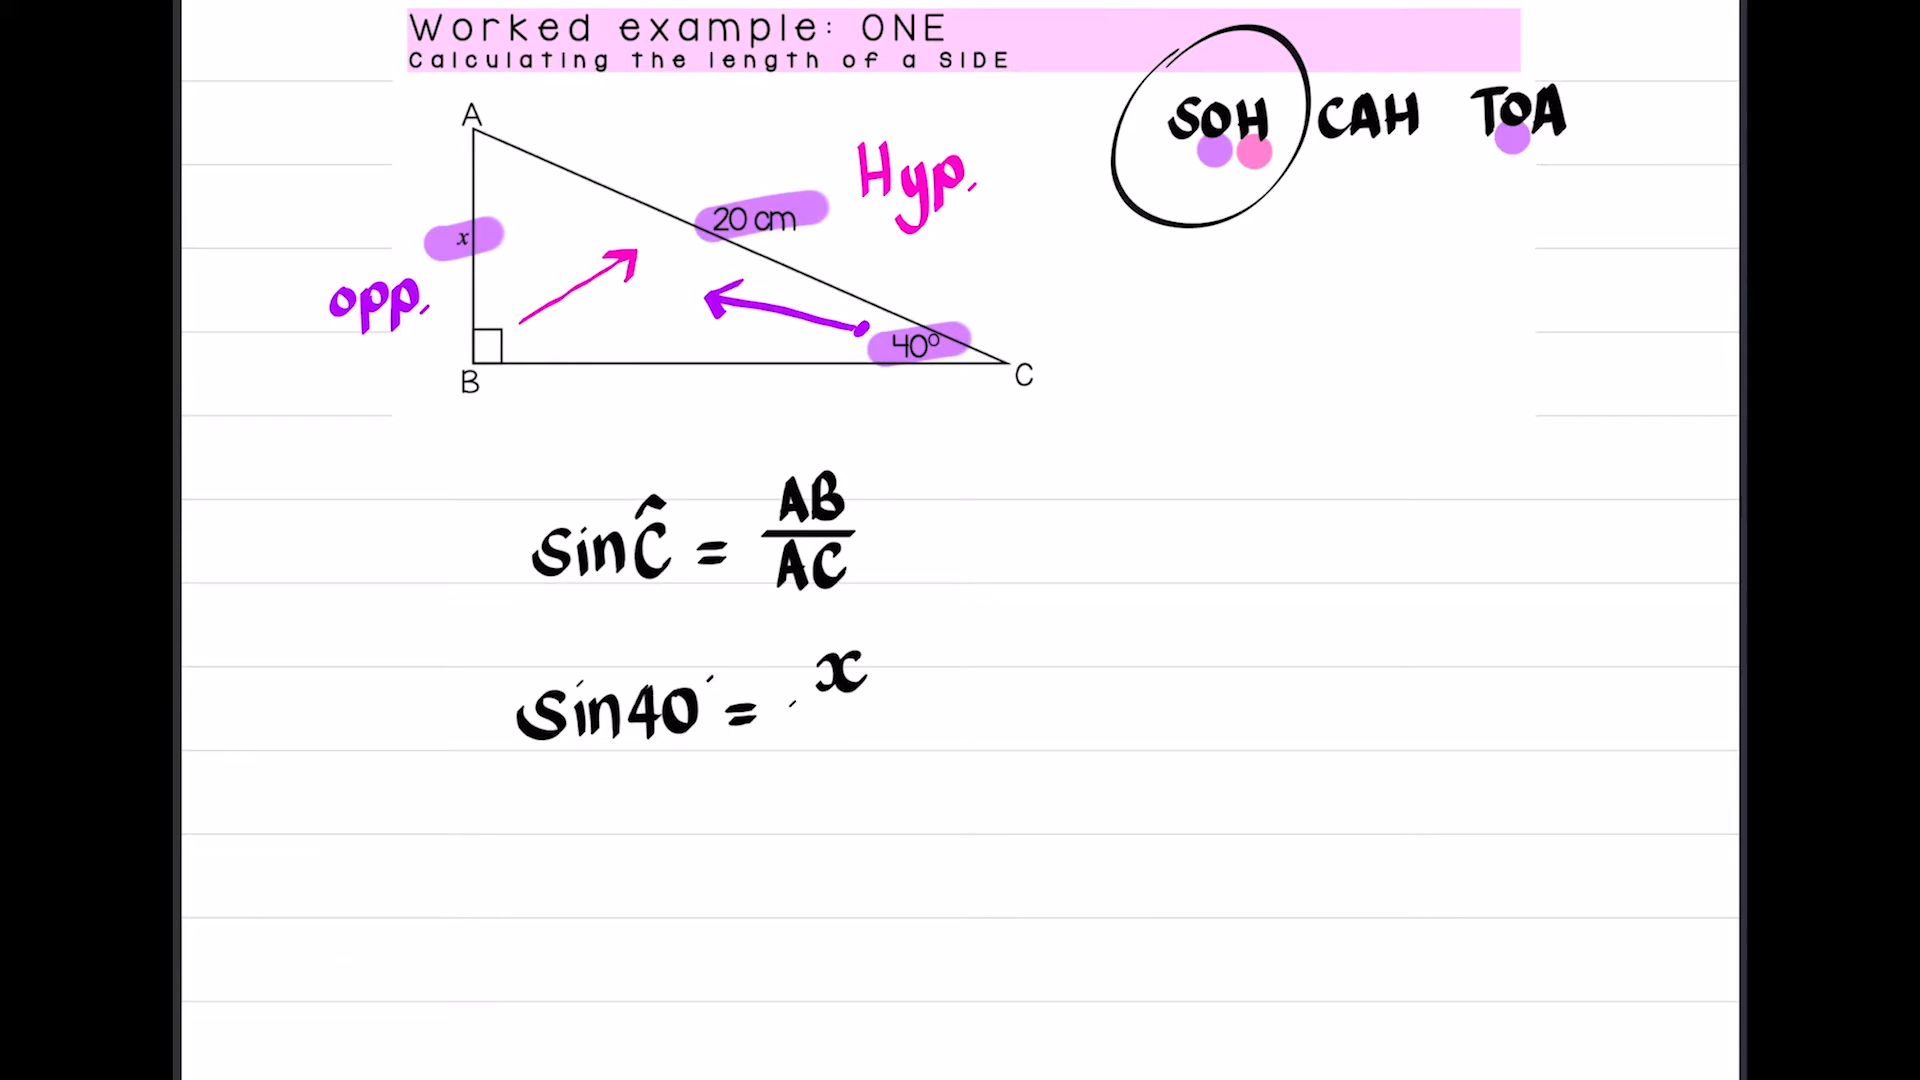 Worked example: ONE
Calculating the length of a SIDE
SOH CAH TOA
A
Hyp.
20 cm
x
opp.
40°
B
C
sinĈ = AB
AC
sin40° = x